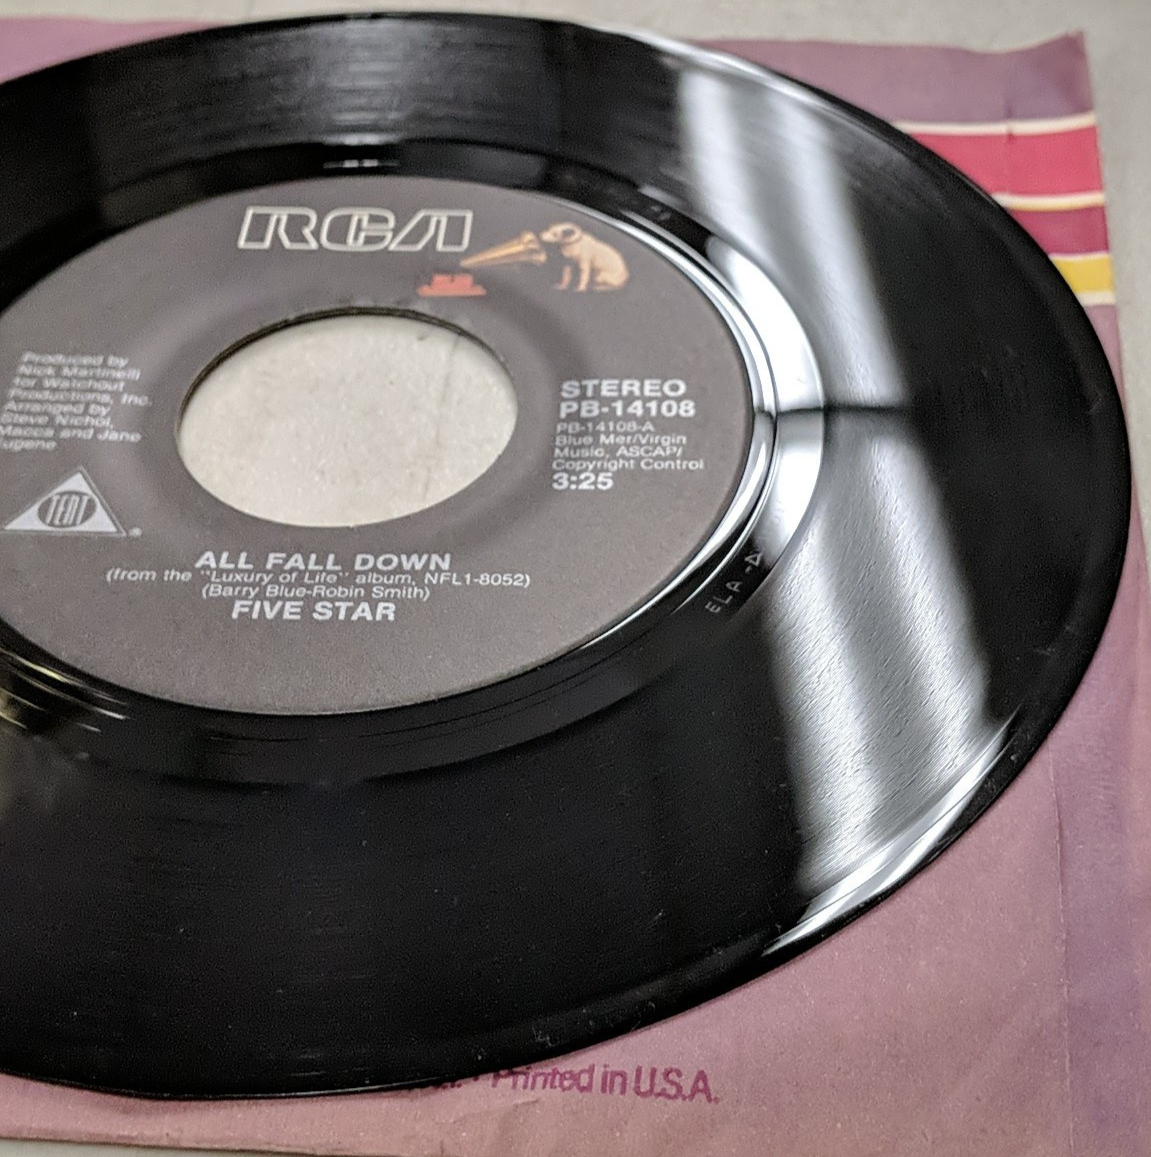 RCA
Produced by
Nick Martinelli
for Watchout
Productions, Inc.
Arranged by
Steve Nichol,
Macca and Jane
Eugene
TENT
®
STEREO
PB-14108
PB-14108-A
Blue Mer/Virgin
Music, ASCAP/
Copyright Control
3:25
ALL FALL DOWN
(from the "Luxury of Life" album, NFL1-8052)
(Barry Blue-Robin Smith)
FIVE STAR
Printed in U.S.A.